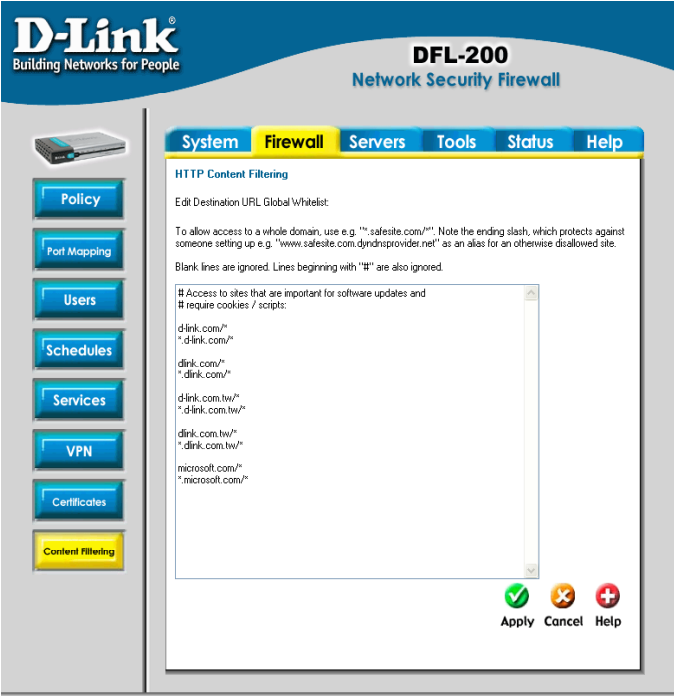 D-Link®
Building Networks for People
DFL-200
Network Security Firewall
System Firewall Servers Tools Status Help
Policy
Port Mapping
Users
Schedules
Services
VPN
Certificates
Content Filtering
HTTP Content Filtering
Edit Destination URL Global Whitelist:
To allow access to a whole domain, use e.g. "*.safesite.com/*". Note the ending slash, which protects against
someone setting up e.g. "www.safesite.com.dyndnsprovider.net" as an alias for an otherwise disallowed site.
Blank lines are ignored. Lines beginning with "#" are also ignored.
# Access to sites that are important for software updates and
# require cookies / scripts:
d-link.com/*
*.d-link.com/*
dlink.com/*
*.dlink.com/*
d-link.com.tw/*
*.d-link.com.tw/*
dlink.com.tw/*
*.dlink.com.tw/*
microsoft.com/*
*.microsoft.com/*
Apply Cancel Help